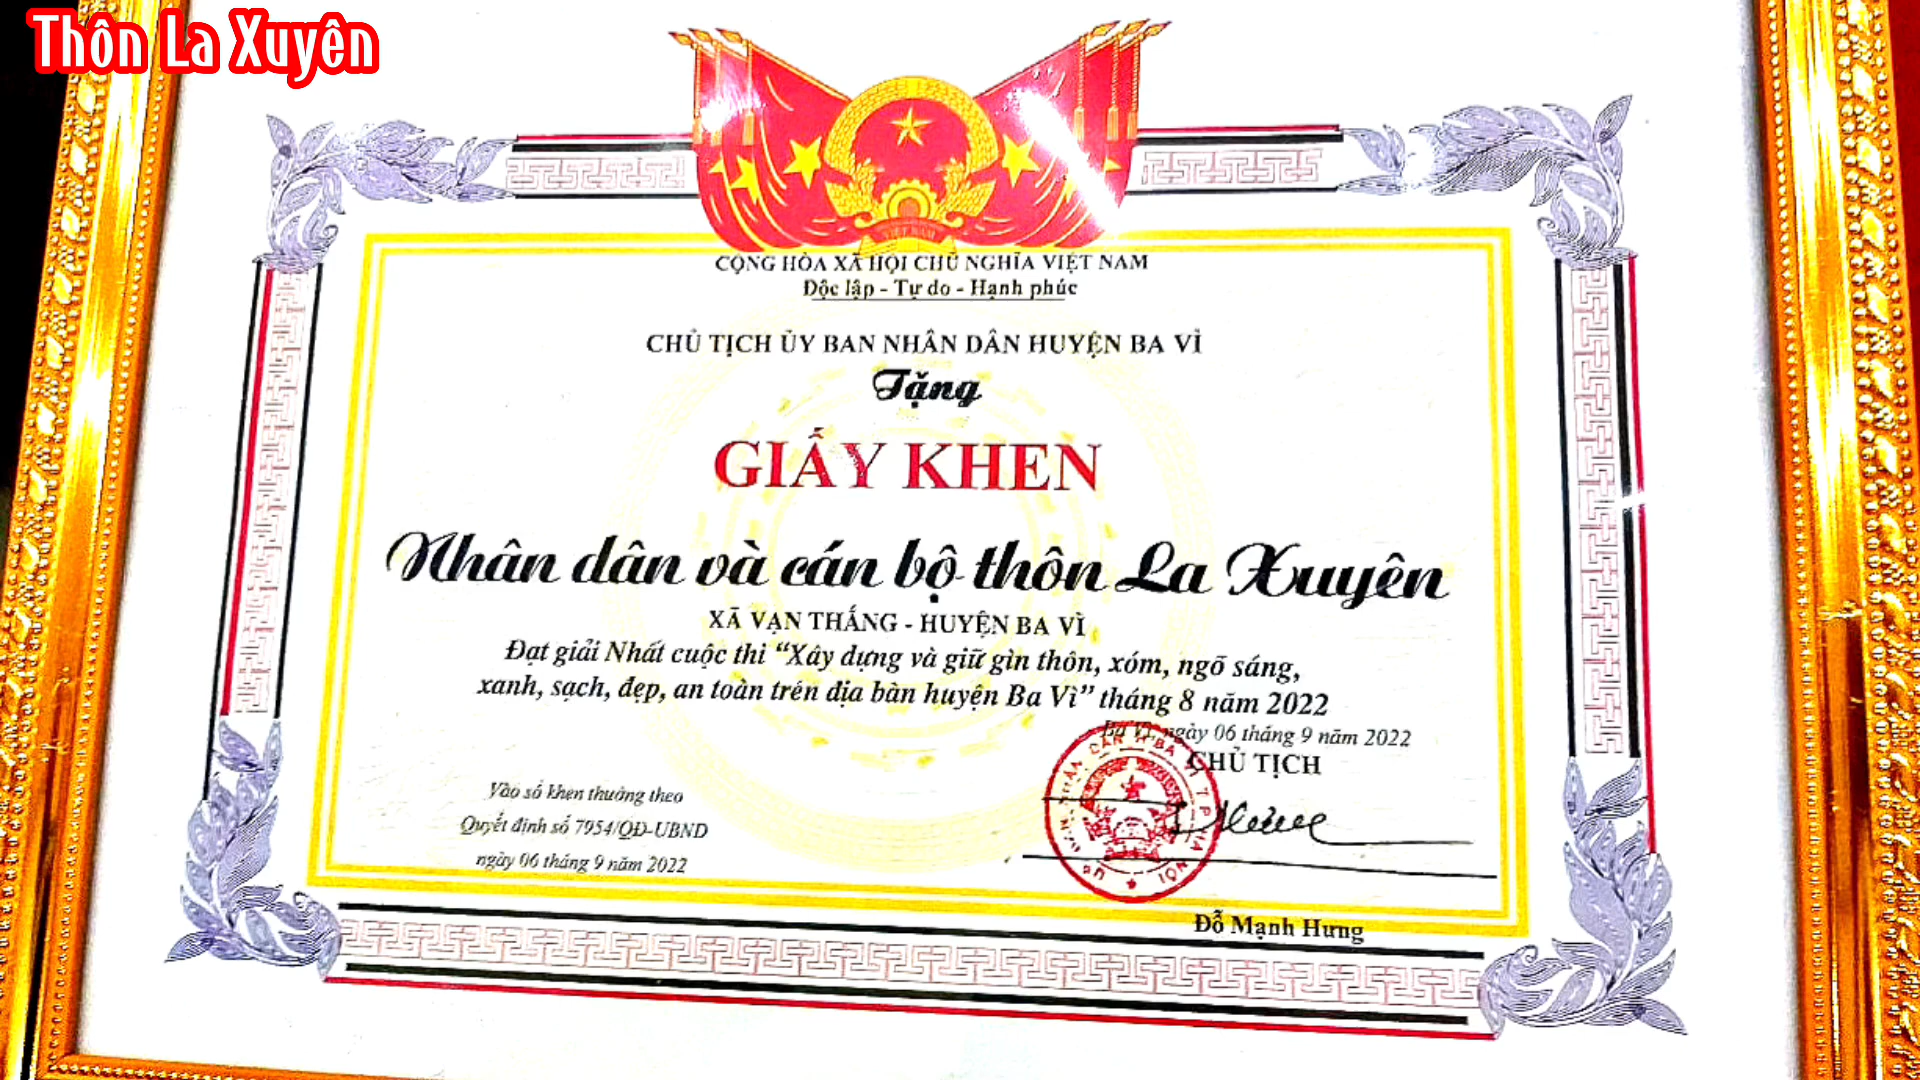 Thôn La Xuyên
VIỆT NAM
CỘNG HÒA XÃ HỘI CHỦ NGHĨA VIỆT NAM
Độc lập - Tự do - Hạnh phúc
CHỦ TỊCH ỦY BAN NHÂN DÂN HUYỆN BA VÌ
Tặng
GIẤY KHEN
Nhân dân và cán bộ thôn La Xuyên
XÃ VẠN THẮNG - HUYỆN BA VÌ
Đạt giải Nhất cuộc thi “Xây dựng và giữ gìn thôn, xóm, ngõ sáng,
xanh, sạch, đẹp, an toàn trên địa bàn huyện Ba Vì” tháng 8 năm 2022
Ba Vì, ngày 06 tháng 9 năm 2022
CHỦ TỊCH
Vào sổ khen thưởng theo
Quyết định số 7954/QĐ-UBND
ngày 06 tháng 9 năm 2022
Đỗ Mạnh Hưng